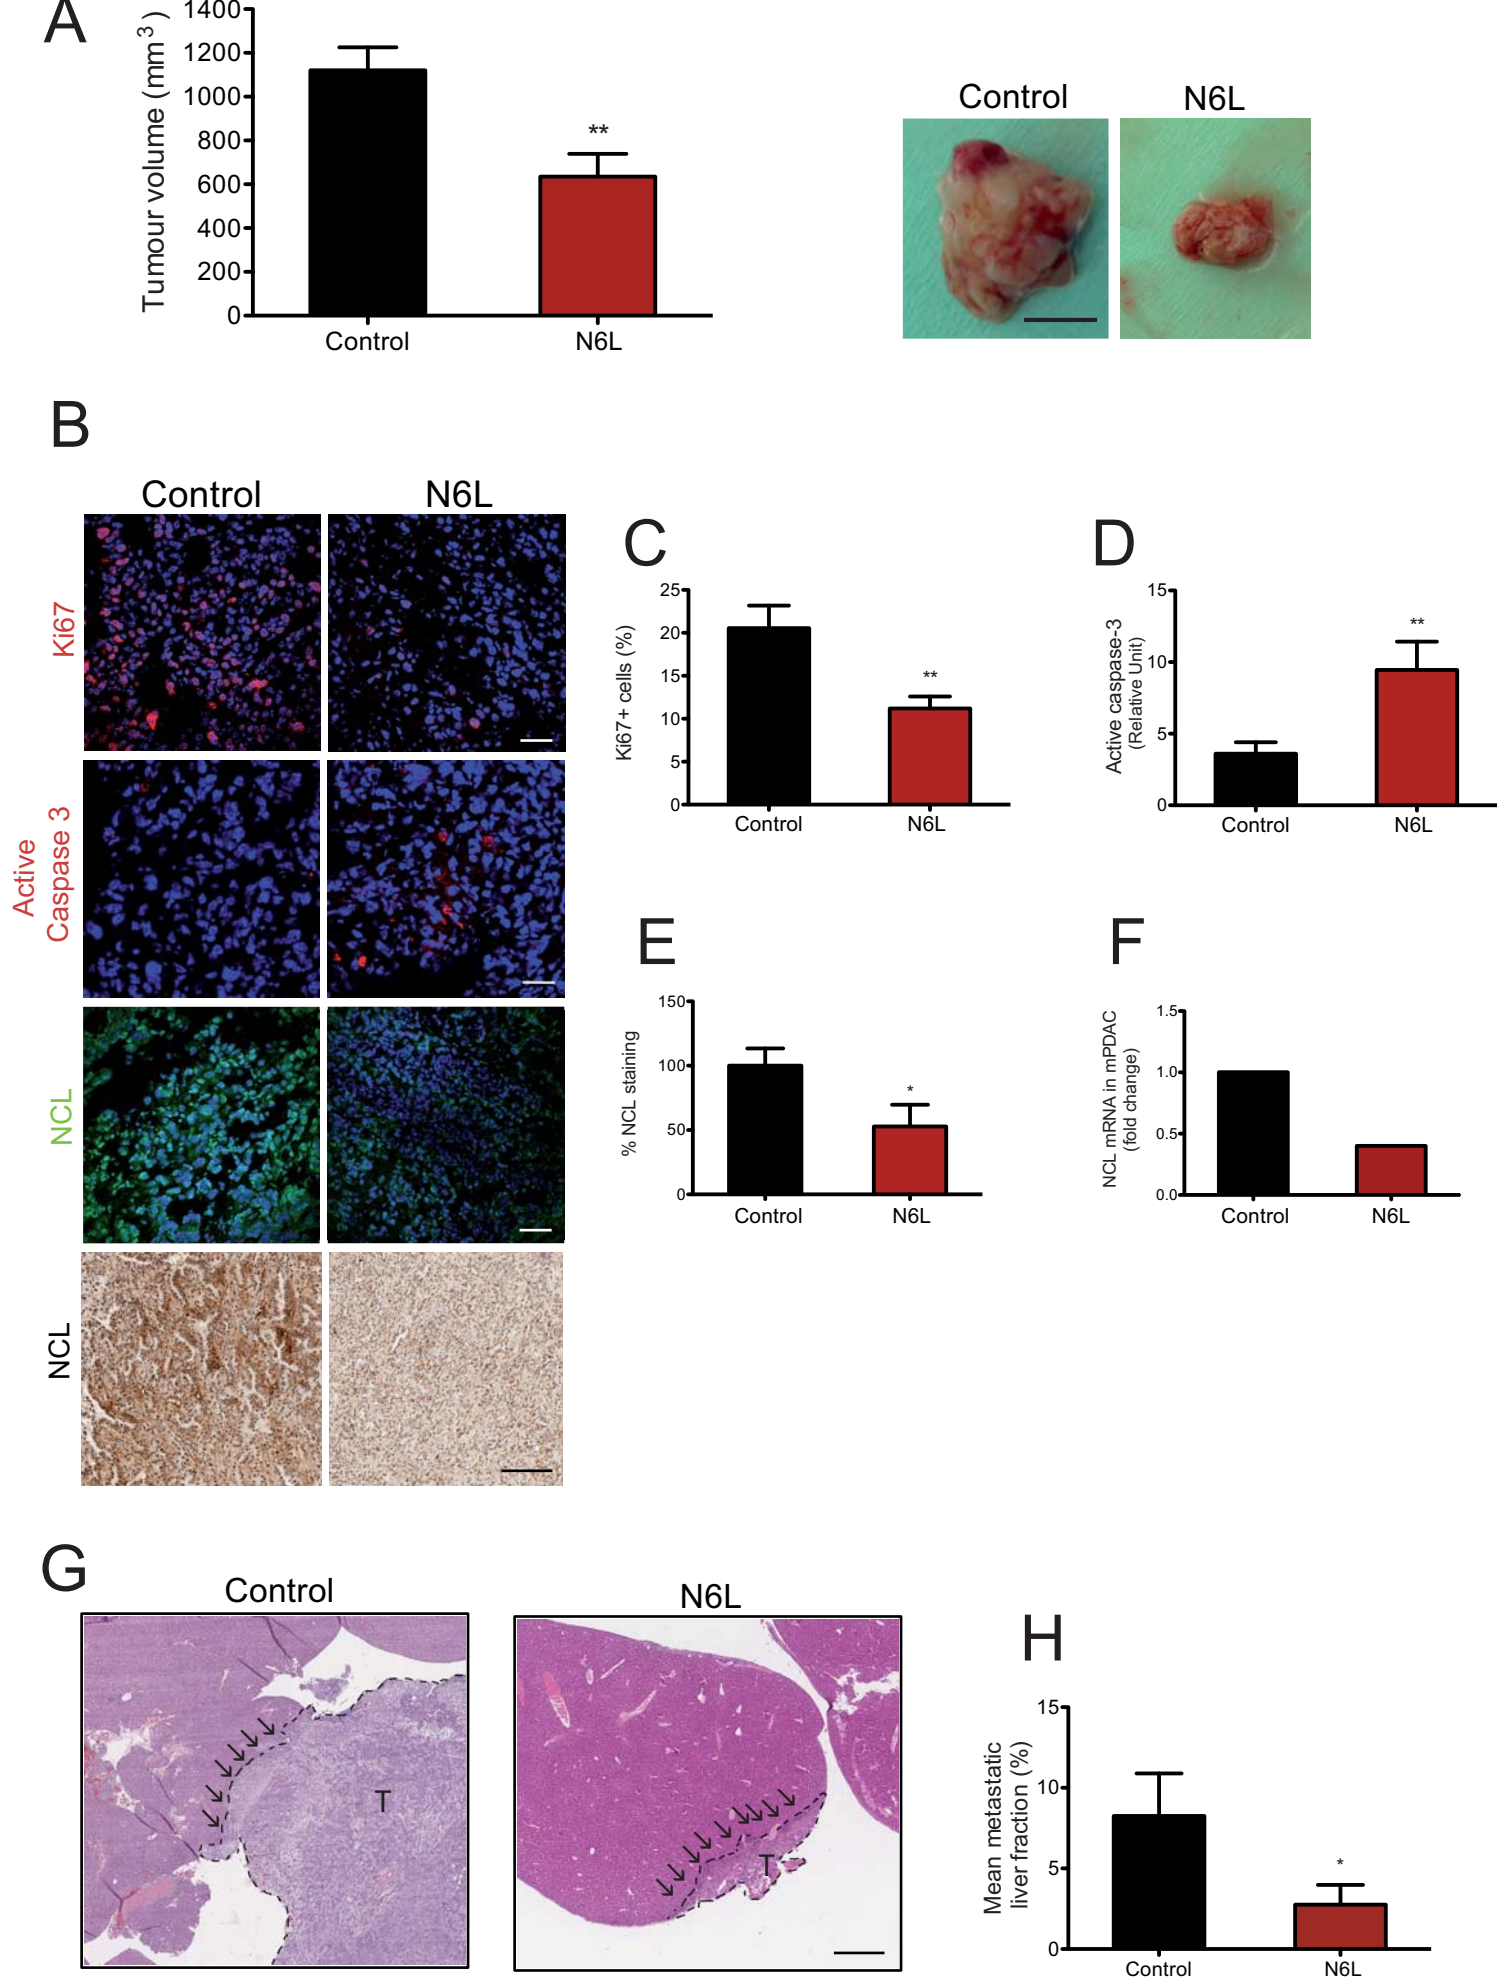 A
Tumour volume (mm3)
1400
1200
1000
800
600
400
200
0
**
Control
N6L
Control
N6L
B
Control
N6L
Ki67
Active
Caspase 3
NCL
NCL
C
Ki67+ cells (%)
25
20
15
10
5
0
**
Control
N6L
D
Active caspase-3
(Relative Unit)
15
10
5
0
**
Control
N6L
E
% NCL staining
150
100
50
0
*
Control
N6L
F
NCL mRNA in mPDAC
(fold change)
1.5
1.0
0.5
0.0
Control
N6L
G
Control
N6L
T
T
H
Mean metastatic
liver fraction (%)
15
10
5
0
*
Control
N6L